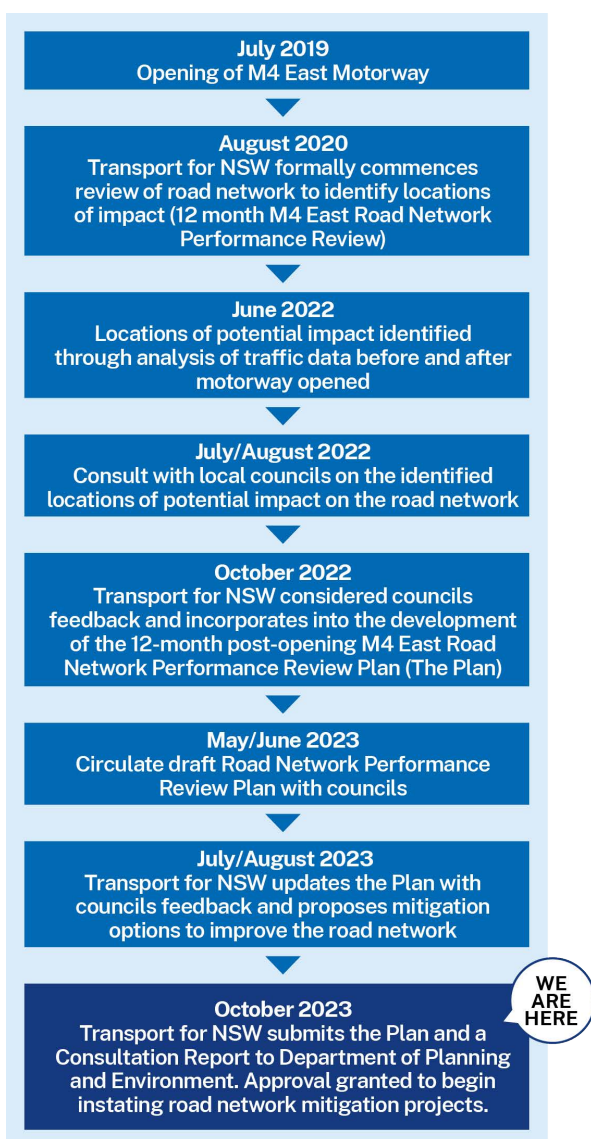 July 2019
Opening of M4 East Motorway
August 2020
Transport for NSW formally commences
review of road network to identify locations
of impact (12 month M4 East Road Network
Performance Review)
June 2022
Locations of potential impact identified
through analysis of traffic data before and after
motorway opened
July/August 2022
Consult with local councils on the identified
locations of potential impact on the road network
October 2022
Transport for NSW considered councils
feedback and incorporates into the development
of the 12-month post-opening M4 East Road
Network Performance Review Plan (The Plan)
May/June 2023
Circulate draft Road Network Performance
Review Plan with councils
July/August 2023
Transport for NSW updates the Plan with
councils feedback and proposes mitigation
options to improve the road network
WE
ARE
HERE
October 2023
Transport for NSW submits the Plan and a
Consultation Report to Department of Planning
and Environment. Approval granted to begin
instating road network mitigation projects.